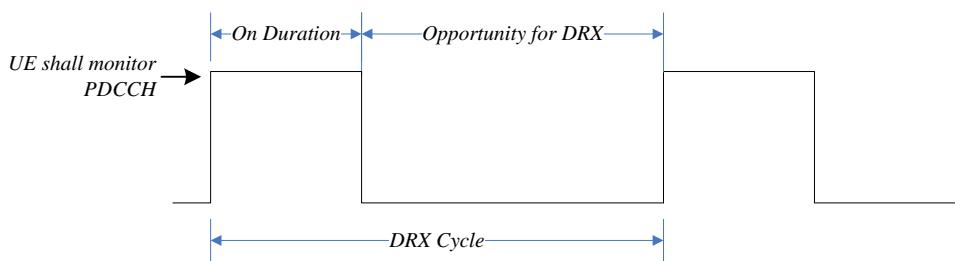 On Duration
Opportunity for DRX
UE shall monitor
PDCCH
DRX Cycle